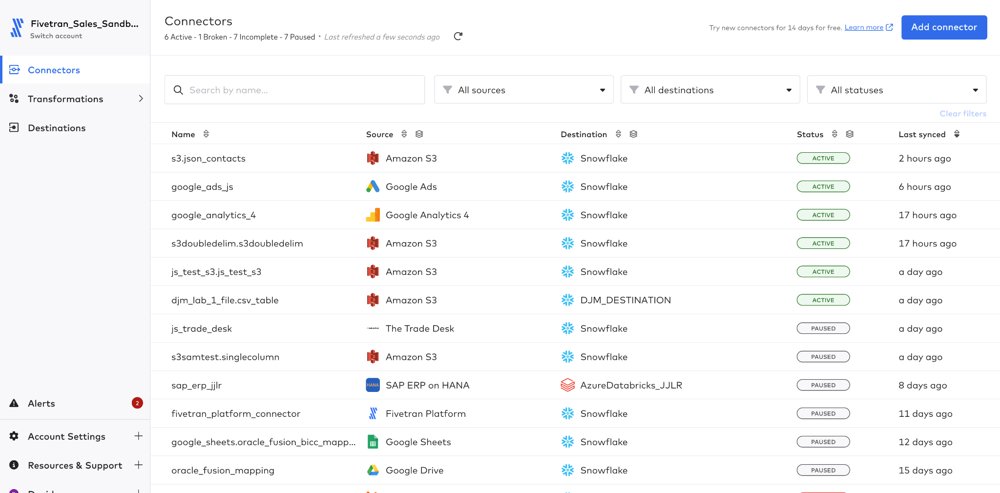 Fivetran_Sales_Sandb...
Switch account
Connectors
Transformations
Destinations
Alerts 2
Account Settings
Resources & Support
Connectors
6 Active - 1 Broken - 7 Incomplete - 7 Paused • Last refreshed a few seconds ago
Try new connectors for 14 days for free. Learn more
Add connector
Search by name...
All sources
All destinations
All statuses
Clear filters
Name Source Destination Status Last synced
s3.json_contacts Amazon S3 Snowflake ACTIVE 2 hours ago
google_ads_js Google Ads Snowflake ACTIVE 6 hours ago
google_analytics_4 Google Analytics 4 Snowflake ACTIVE 17 hours ago
s3doubledelim.s3doubledelim Amazon S3 Snowflake ACTIVE 17 hours ago
js_test_s3.js_test_s3 Amazon S3 Snowflake ACTIVE a day ago
djm_lab_1_file.csv_table Amazon S3 DJM_DESTINATION ACTIVE a day ago
js_trade_desk The Trade Desk Snowflake PAUSED a day ago
s3samtest.singlecolumn Amazon S3 Snowflake PAUSED a day ago
sap_erp_jjlr HANA SAP ERP on HANA AzureDatabricks_JJLR PAUSED 8 days ago
fivetran_platform_connector Fivetran Platform Snowflake PAUSED 11 days ago
google_sheets.oracle_fusion_bicc_mapp... Google Sheets Snowflake PAUSED 12 days ago
oracle_fusion_mapping Google Drive Snowflake PAUSED 15 days ago